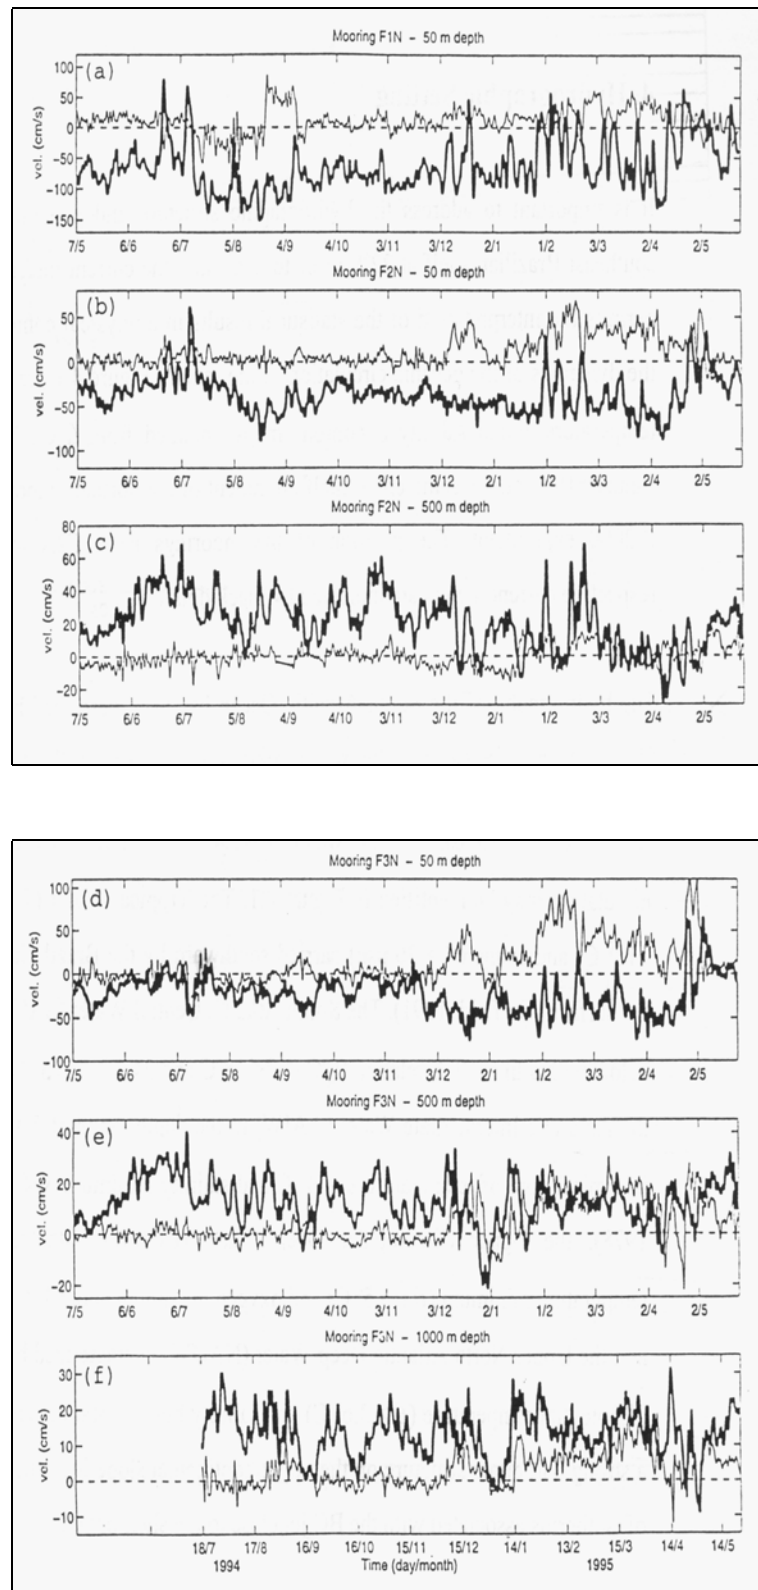 Mooring F1N - 50 m depth
(a)
vel. (cm/s)
100
50
0
-50
-100
-150
7/5 6/6 6/7 5/8 4/9 4/10 3/11 3/12 2/1 1/2 3/3 2/4 2/5
Mooring F2N - 50 m depth
(b)
vel. (cm/s)
50
0
-50
-100
7/5 6/6 6/7 5/8 4/9 4/10 3/11 3/12 2/1 1/2 3/3 2/4 2/5
Mooring F2N - 500 m depth
(c)
vel. (cm/s)
80
60
40
20
0
-20
7/5 6/6 6/7 5/8 4/9 4/10 3/11 3/12 2/1 1/2 3/3 2/4 2/5
Mooring F3N - 50 m depth
(d)
vel. (cm/s)
100
50
0
-50
-100
7/5 6/6 6/7 5/8 4/9 4/10 3/11 3/12 2/1 1/2 3/3 2/4 2/5
Mooring F3N - 500 m depth
(e)
vel. (cm/s)
40
20
0
-20
7/5 6/6 6/7 5/8 4/9 4/10 3/11 3/12 2/1 1/2 3/3 2/4 2/5
Mooring F3N - 1000 m depth
(f)
vel. (cm/s)
30
20
10
0
-10
18/7 17/8 16/9 16/10 15/11 15/12 14/1 13/2 15/3 14/4 14/5
1994 Time (day/month) 1995